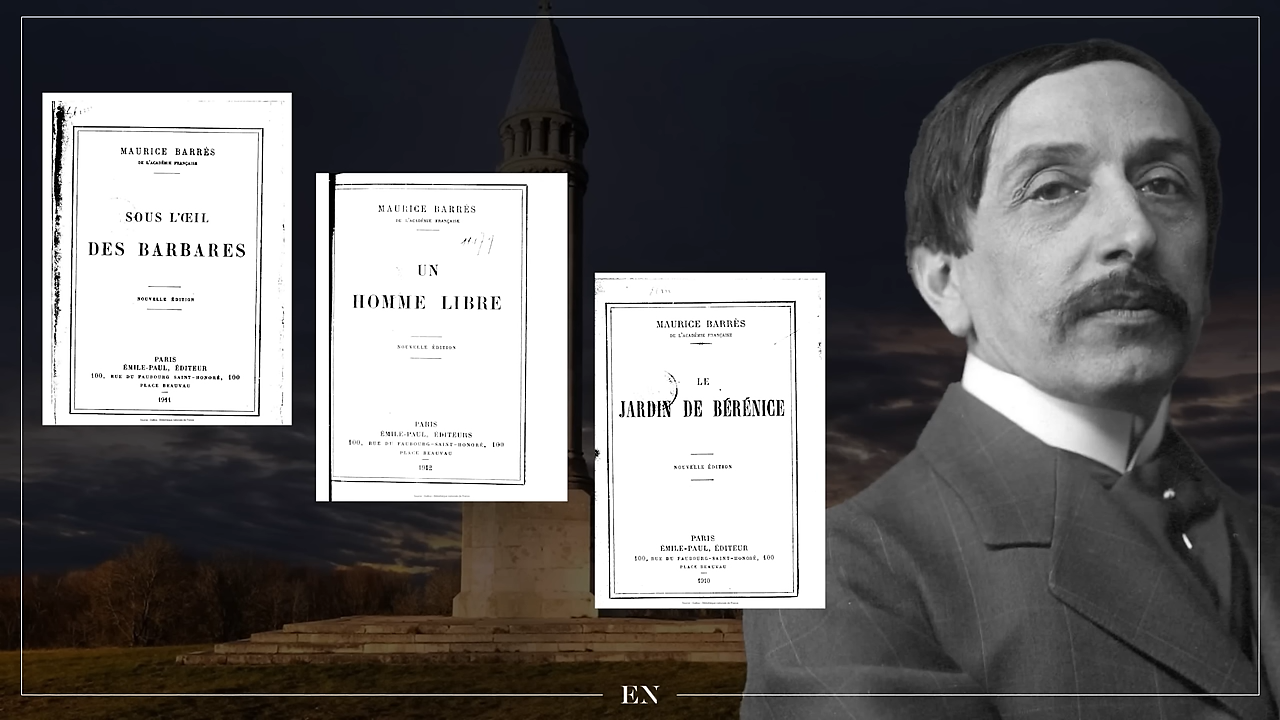 MAURICE BARRÈS
DE L'ACADÉMIE FRANÇAISE
SOUS L'ŒIL
DES BARBARES
NOUVELLE ÉDITION
PARIS
ÉMILE-PAUL, ÉDITEUR
100, RUE DU FAUBOURG SAINT-HONORÉ, 100
PLACE BEAUVAU
1911
MAURICE BARRÈS
DE L'ACADÉMIE FRANÇAISE
UN
HOMME LIBRE
NOUVELLE ÉDITION
PARIS
ÉMILE-PAUL, ÉDITEURS
100, RUE DU FAUBOURG-SAINT-HONORÉ, 100
PLACE BEAUVAU
1912
MAURICE BARRÈS
DE L'ACADÉMIE FRANÇAISE
LE
JARDIN DE BÉRÉNICE
NOUVELLE ÉDITION
PARIS
ÉMILE-PAUL, ÉDITEUR
100, RUE DU FAUBOURG-SAINT-HONORÉ, 100
PLACE BEAUVAU
1910
EN